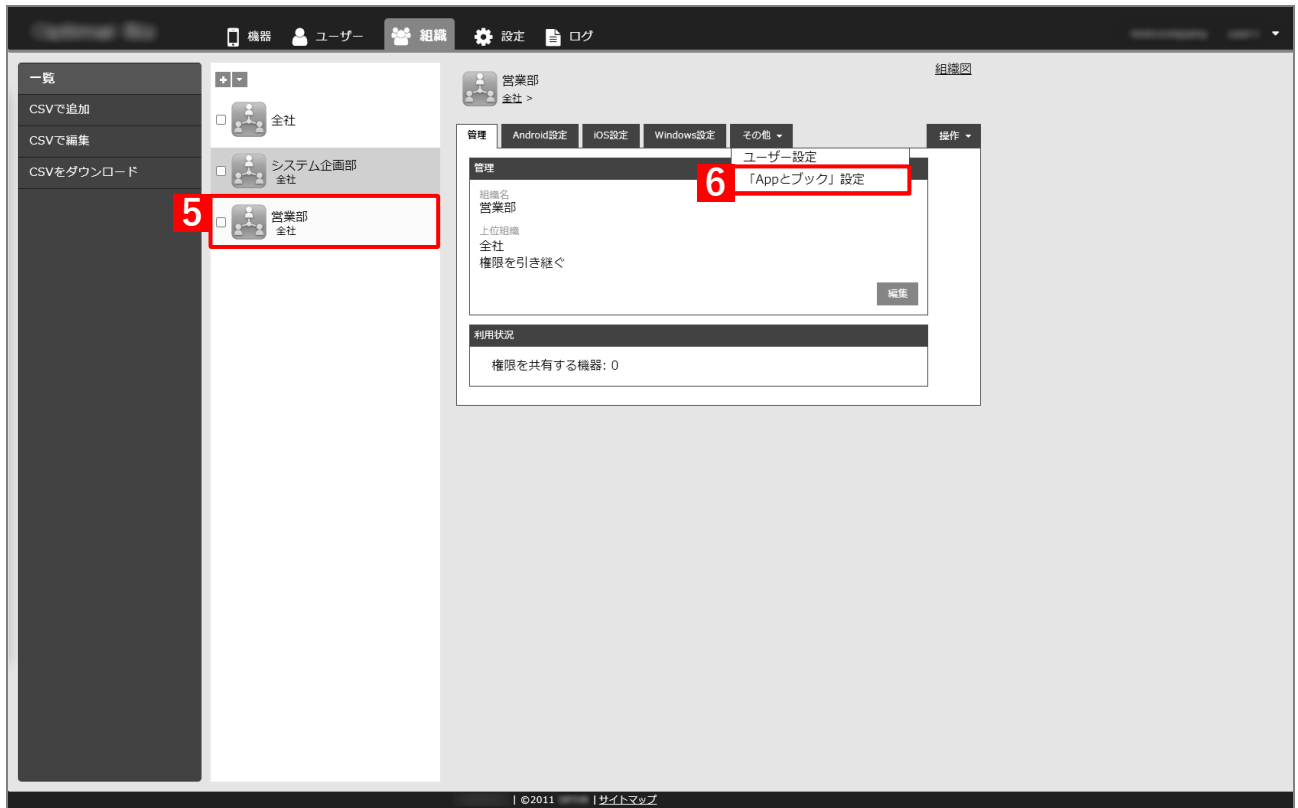 機器
ユーザー
組織
設定
ログ
一覧
CSVで追加
CSVで編集
CSVをダウンロード
+
全社
システム企画部
全社
5
営業部
全社
営業部
全社 >
組織図
管理
Android設定
iOS設定
Windows設定
その他
操作
ユーザー設定
6
「Appとブック」設定
管理
組織名
営業部
上位組織
全社
権限を引き継ぐ
編集
利用状況
権限を共有する機器: 0
| ©2011 | サイトマップ